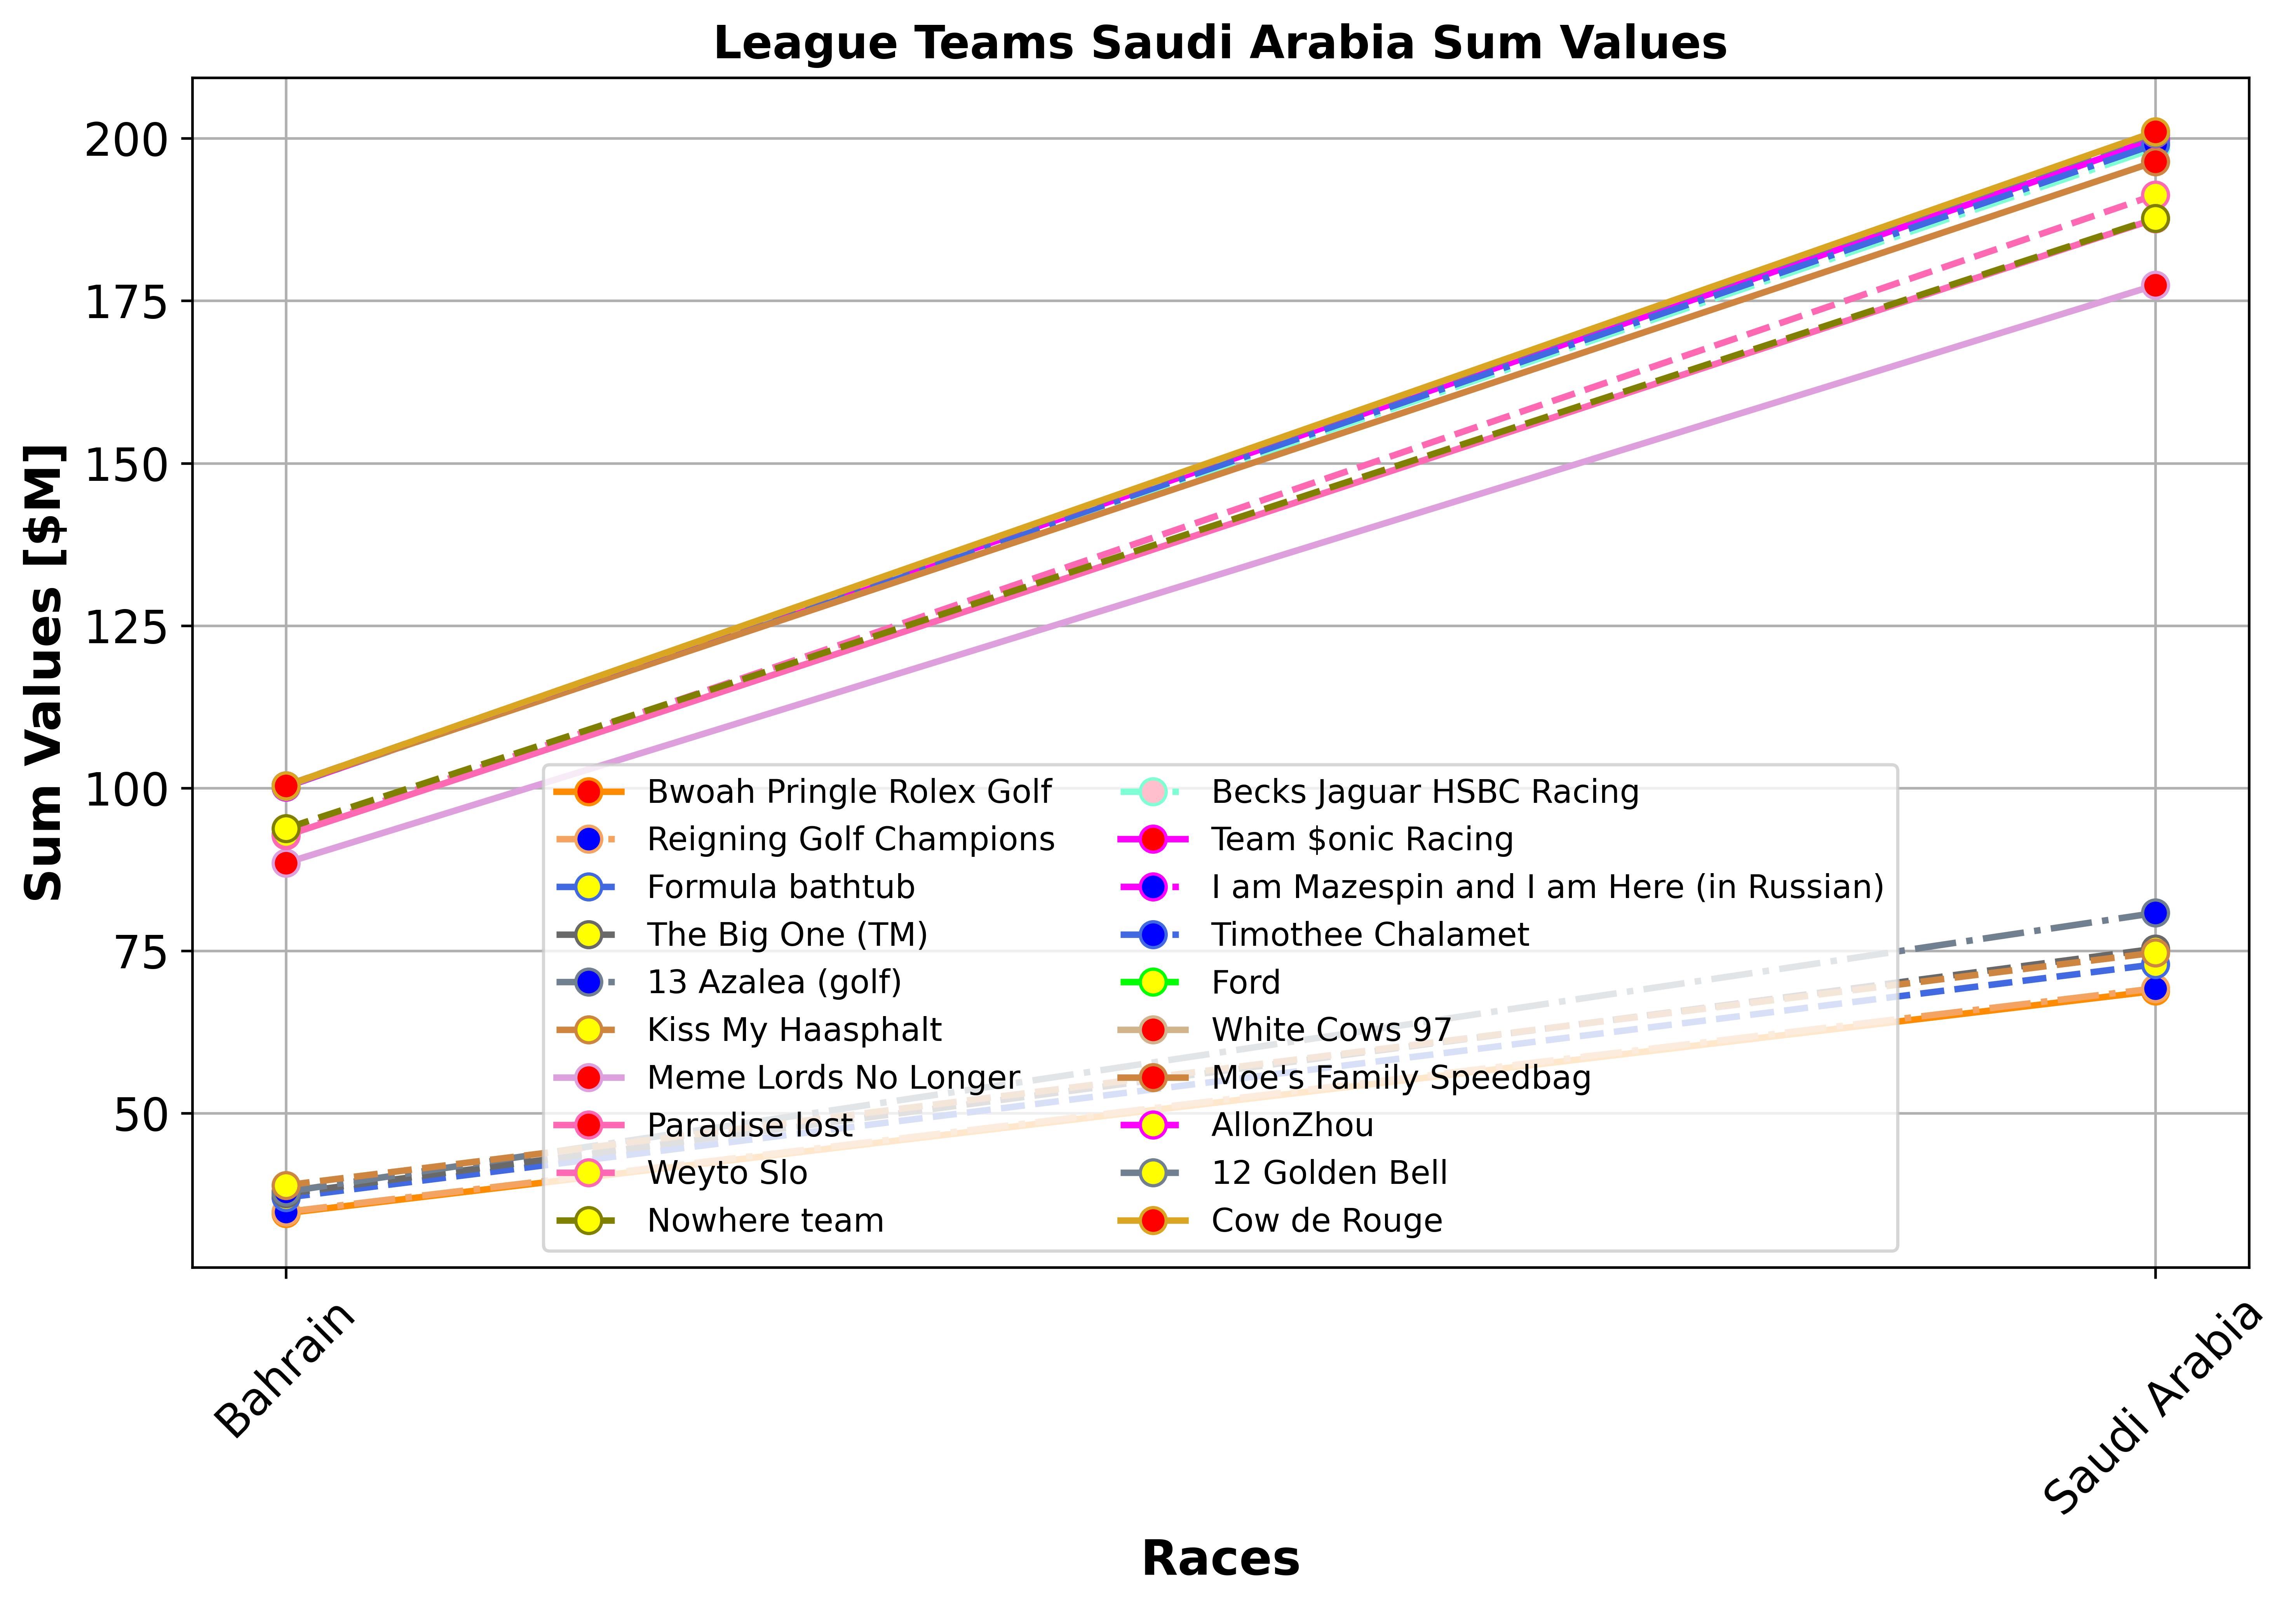 League Teams Saudi Arabia Sum Values
Sum Values [$M]
200
175
150
125
100
75
50
Bwoah Pringle Rolex Golf
Reigning Golf Champions
Formula bathtub
The Big One (TM)
13 Azalea (golf)
Kiss My Haasphalt
Meme Lords No Longer
Paradise lost
Weyto Slo
Nowhere team
Becks Jaguar HSBC Racing
Team $onic Racing
I am Mazespin and I am Here (in Russian)
Timothee Chalamet
Ford
White Cows 97
Moe's Family Speedbag
AllonZhou
12 Golden Bell
Cow de Rouge
Bahrain
Saudi Arabia
Races